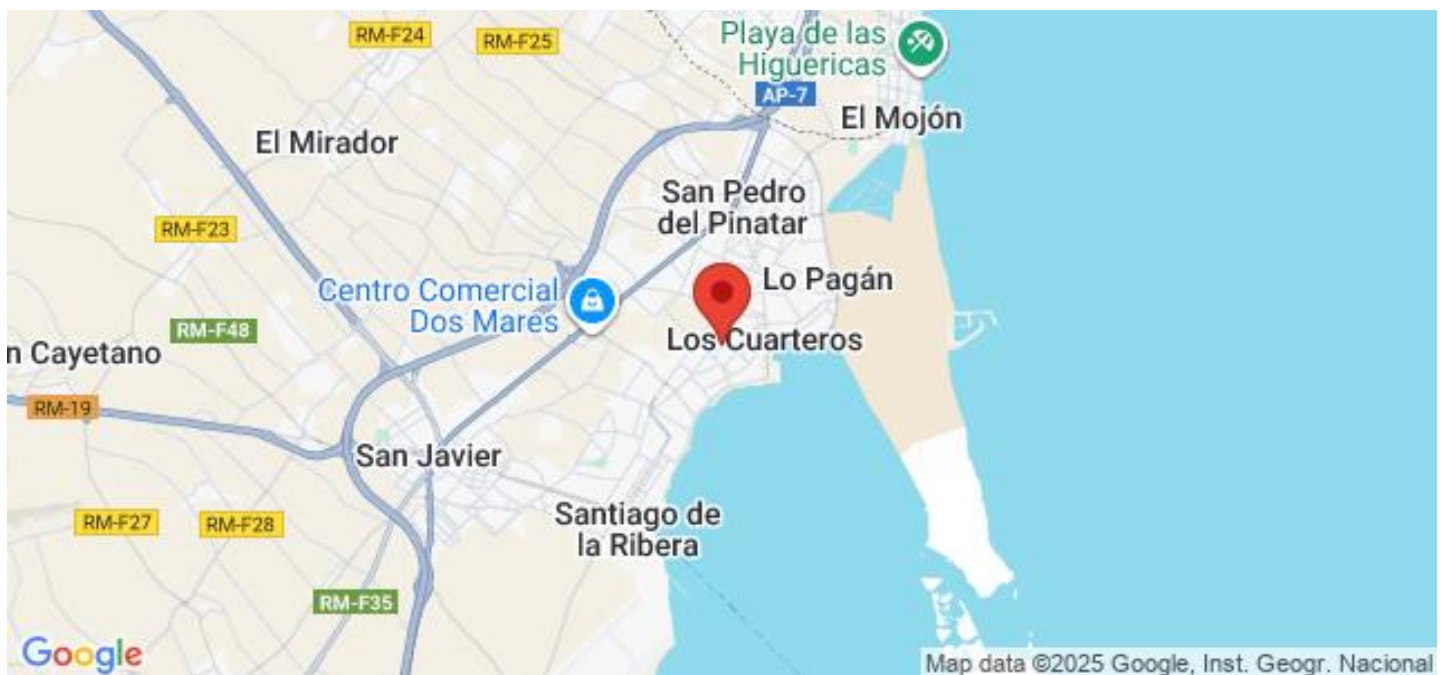 RM-F24
RM-F25
Playa de las
Higuericas
AP-7
El Mojón
El Mirador
San Pedro
del Pinatar
RM-F23
Lo Pagán
Centro Comercial
Dos Mares
RM-F48
Los Cuarteros
n Cayetano
RM-19
San Javier
Santiago de
la Ribera
RM-F27
RM-F28
RM-F35
Google
Map data ©2025 Google, Inst. Geogr. Nacional